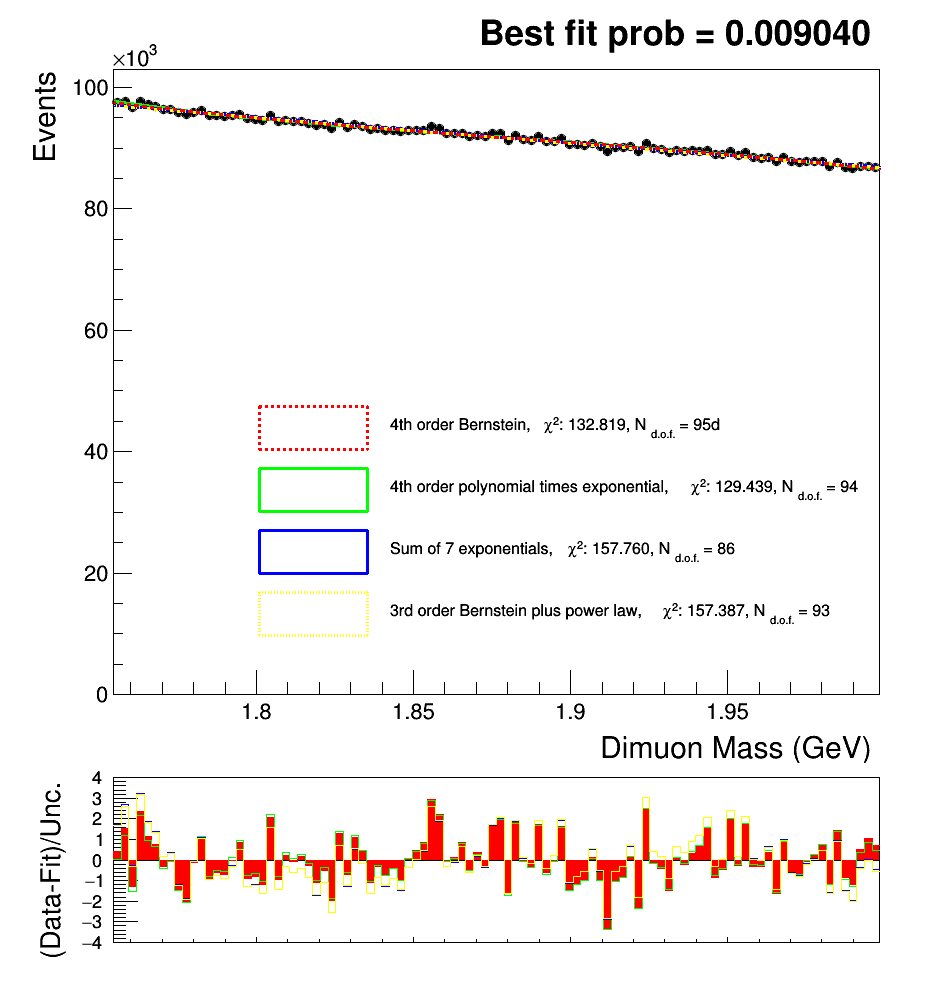 Best fit prob = 0.009040
×10³
Events
100
80
60
40
20
0
4th order Bernstein, χ²: 132.819, N d.o.f. = 95d
4th order polynomial times exponential, χ²: 129.439, N d.o.f. = 94
Sum of 7 exponentials, χ²: 157.760, N d.o.f. = 86
3rd order Bernstein plus power law, χ²: 157.387, N d.o.f. = 93
1.8 1.85 1.9 1.95
Dimuon Mass (GeV)
(Data-Fit)/Unc.
4
3
2
1
0
−1
−2
−3
−4